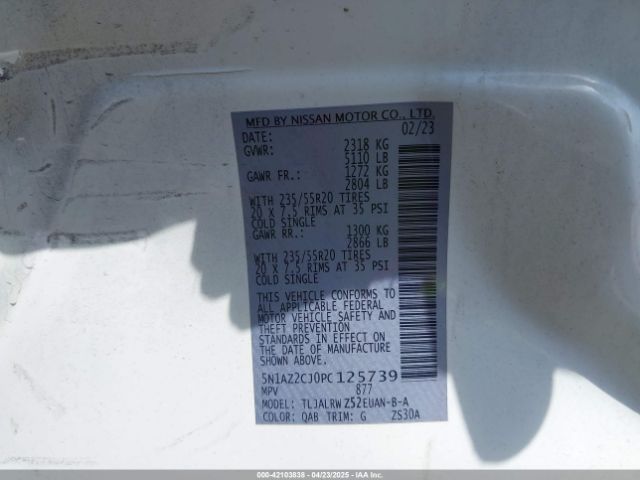 MFD BY NISSAN MOTOR CO., LTD.
DATE: 02/23
GVWR: 2318 KG
5110 LB
GAWR FR.: 1272 KG
2804 LB
WITH 235/55R20 TIRES
20 X 7.5 RIMS AT 35 PSI
COLD SINGLE
GAWR RR.: 1300 KG
2866 LB
WITH 235/55R20 TIRES
20 X 7.5 RIMS AT 35 PSI
COLD SINGLE
THIS VEHICLE CONFORMS TO
ALL APPLICABLE FEDERAL
MOTOR VEHICLE SAFETY AND
THEFT PREVENTION
STANDARDS IN EFFECT ON
THE DATE OF MANUFACTURE
SHOWN ABOVE.
5N1AZ2CJ0PC125739
MPV 877
MODEL: TLJALRWZ52EUAN-B-A
COLOR: QAB TRIM: G ZS30A
000-42103838 - 04/23/2025 - IAA Inc.